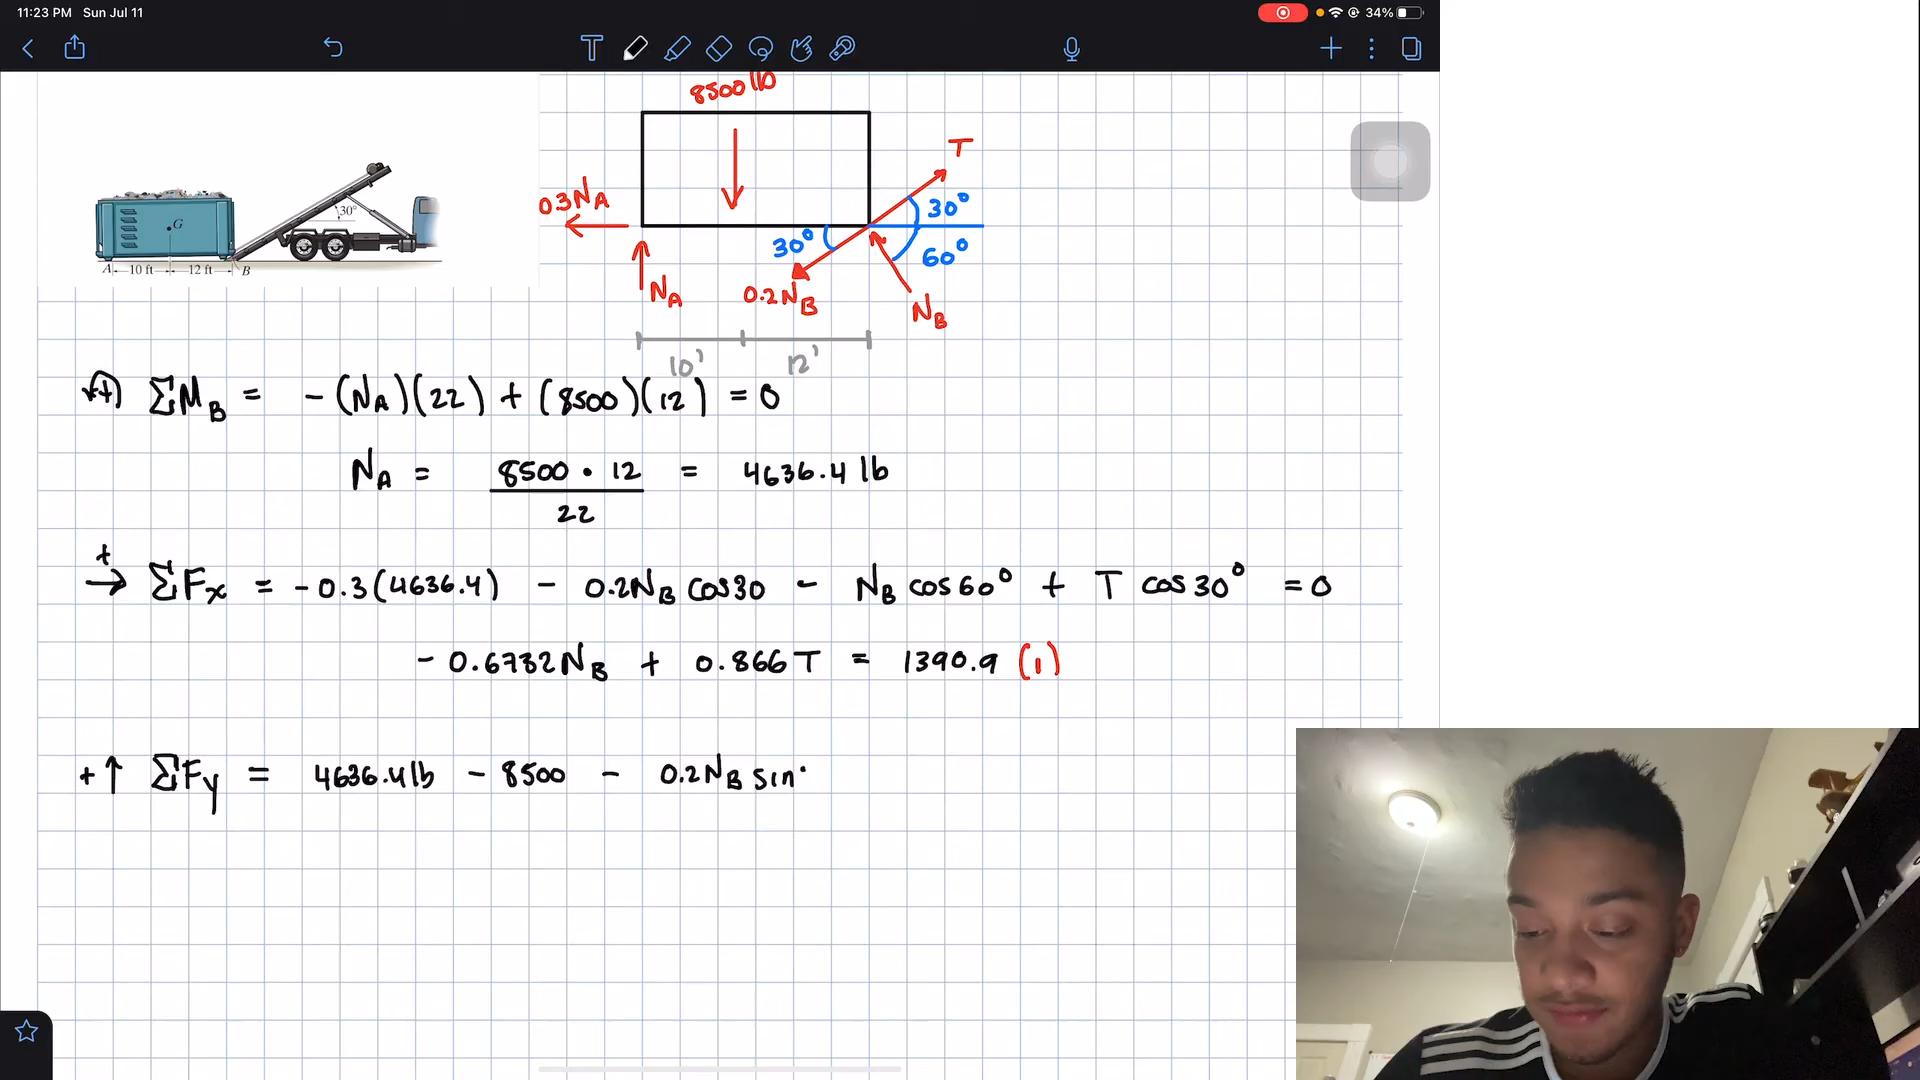 11:23 PM Sun Jul 11
34%
T
8500 lb
T
0.3NA
30°
30°
60°
0.2NB
NA
NB
10'
12'
G
30°
A
10 ft
12 ft
B
+) ΣMB = - (NA)(22) + (8500)(12) = 0
NA = 8500 · 12 = 4636.4 lb
22
+
→ ΣFx = -0.3(4636.4) - 0.2NB cos30 - NB cos60° + T cos30° = 0
- 0.6732NB + 0.866T = 1390.9 (1)
+↑ ΣFy = 4636.4lb - 8500 - 0.2NB sin